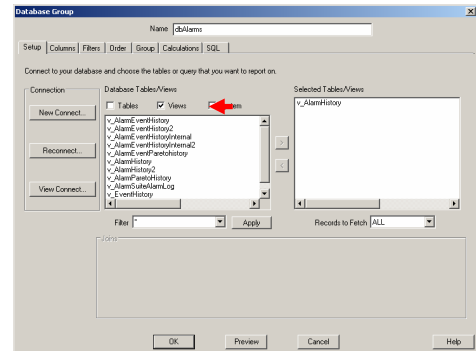 Database Group
Name dbAlarms
Setup Columns Filters Order Group Calculations SQL
Connect to your database and choose the tables or query that you want to report on.
Connection Database Tables/Views Selected Tables/Views
Tables Views
New Connect...
Reconnect...
View Connect...
v_AlarmEventHistory
v_AlarmEventHistory2
v_AlarmEventHistoryInternal
v_AlarmEventHistoryInternal2
v_AlarmEventParetohistory
v_AlarmHistory
v_AlarmHistory2
v_AlarmParetoHistory
v_AlarmSuiteAlarmLog
v_EventHistory
>
<
v_AlarmHistory
Filter * Apply Records to Fetch ALL
Joins
OK Preview Cancel Help